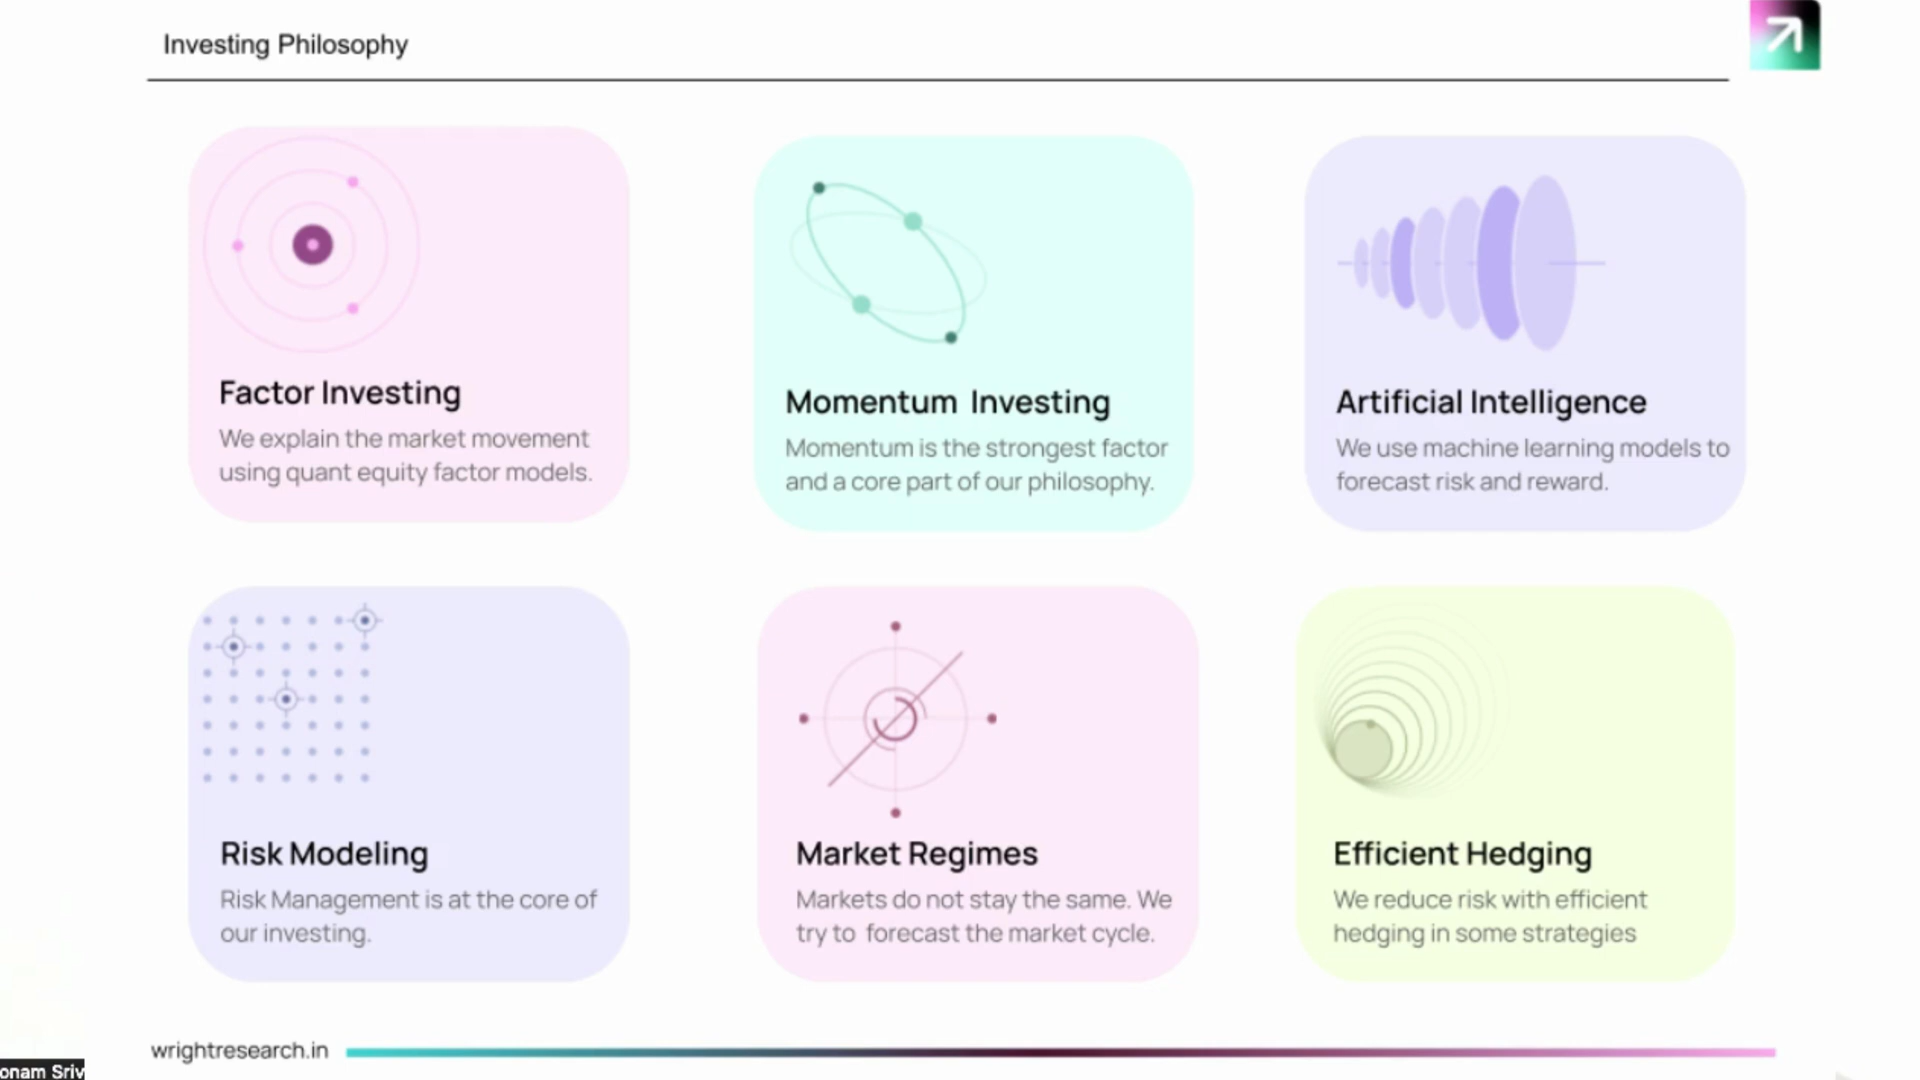 Investing Philosophy
Factor Investing
We explain the market movement
using quant equity factor models.
Momentum Investing
Momentum is the strongest factor
and a core part of our philosophy.
Artificial Intelligence
We use machine learning models to
forecast risk and reward.
Risk Modeling
Risk Management is at the core of
our investing.
Market Regimes
Markets do not stay the same. We
try to forecast the market cycle.
Efficient Hedging
We reduce risk with efficient
hedging in some strategies
wrightresearch.in
onam Sriv